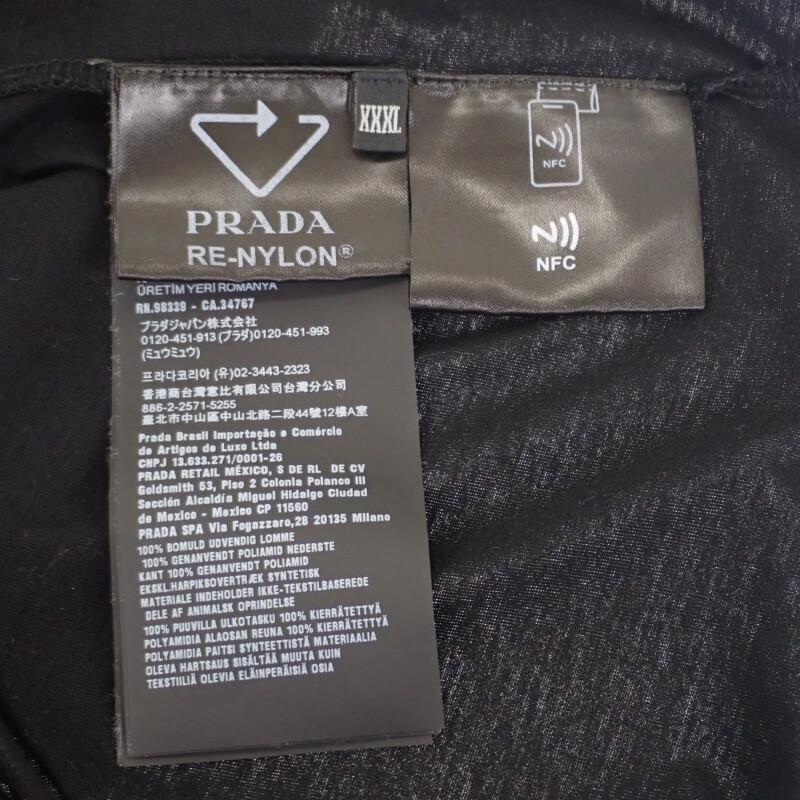 XXXL
PRADA
RE-NYLON®
NFC
NFC
ÜRETİM YERİ ROMANYA
RN.98339 - CA.34767
プラダジャパン株式会社
0120-451-913 (プラダ)0120-451-993
(ミュウミュウ)
프라다코리아 (유)02-3443-2323
香港商台灣意比有限公司台灣分公司
886-2-2571-5255
臺北市中山區中山北路二段44號12樓A室
Prada Brasil Importação e Comércio
de Artigos de Luxo Ltda
CNPJ 13.633.271/0001-26
PRADA RETAIL MÉXICO, S DE RL DE CV
Goldsmith 53, Piso 2 Colonia Polanco III
Sección Alcaldía Miguel Hidalgo Ciudad
de Mexico - Mexico CP 11560
PRADA SPA Via Fogazzaro,28 20135 Milano
100% BOMULD UDVENDIG LOMME
100% GENANVENDT POLIAMID NEDERSTE
KANT 100% GENANVENDT POLIAMID
EKSKL.HARPIKSOVERTRÆK SYNTETISK
MATERIALE INDEHOLDER IKKE-TEKSTILBASEREDE
DELE AF ANIMALSK OPRINDELSE
100% PUUVILLA ULKOTASKU 100% KIERRÄTETTYÄ
POLYAMIDIA ALAOSAN REUNA 100% KIERRÄTETTYÄ
POLYAMIDIA PAITSI SYNTEETTISTÄ MATERIAALIA
OLEVA HARTSAUS SISÄLTÄÄ MUUTA KUIN
TEKSTIILIÄ OLEVIA ELÄINPERÄISIÄ OSIA